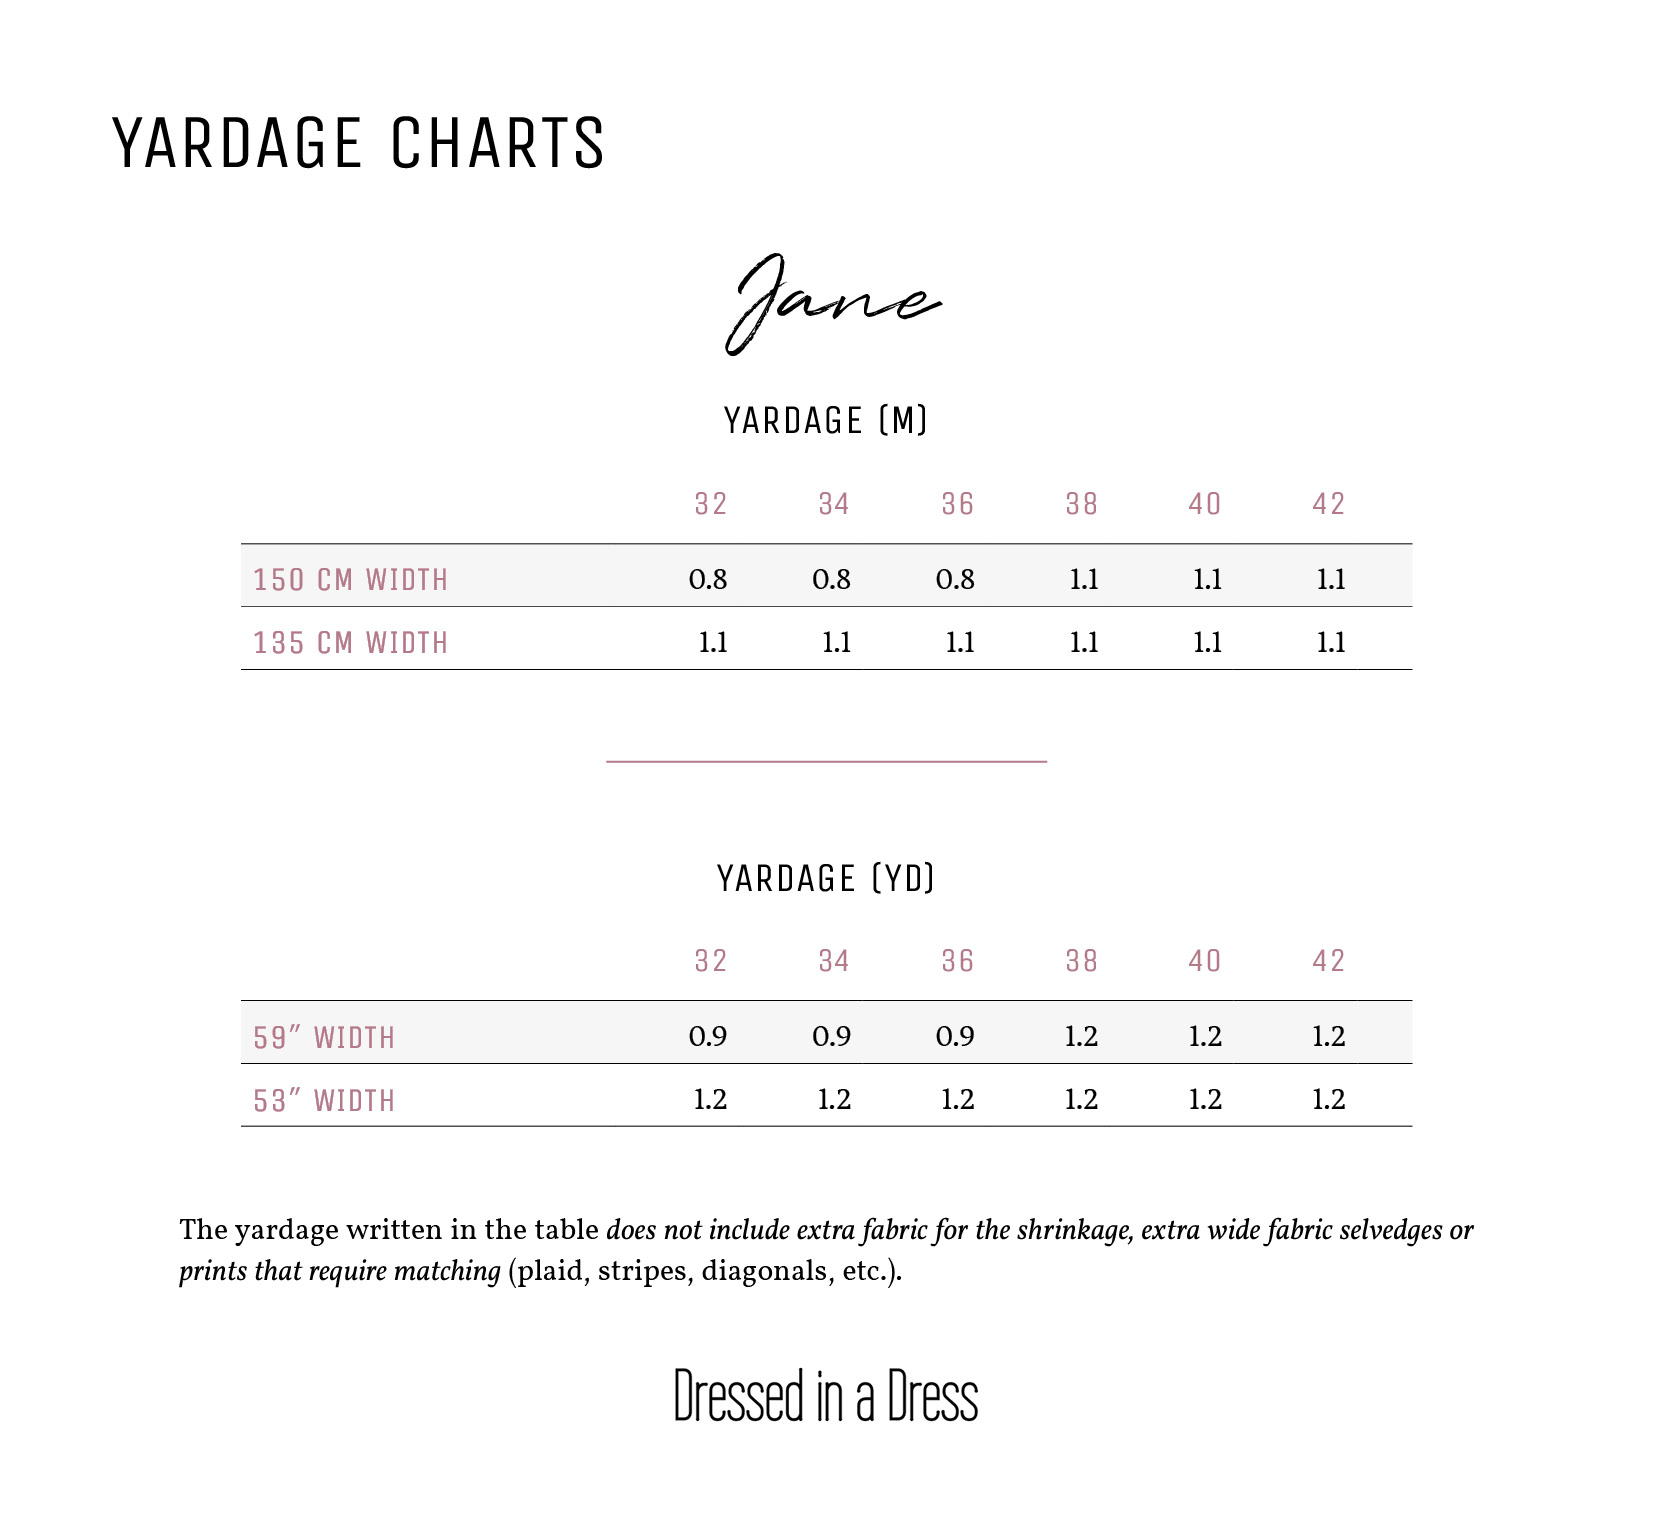 YARDAGE CHARTS
Jane
YARDAGE (M)
32 34 36 38 40 42
150 CM WIDTH 0.8 0.8 0.8 1.1 1.1 1.1
135 CM WIDTH 1.1 1.1 1.1 1.1 1.1 1.1
YARDAGE (YD)
32 34 36 38 40 42
59″ WIDTH 0.9 0.9 0.9 1.2 1.2 1.2
53″ WIDTH 1.2 1.2 1.2 1.2 1.2 1.2
The yardage written in the table does not include extra fabric for the shrinkage, extra wide fabric selvedges or
prints that require matching (plaid, stripes, diagonals, etc.).
Dressed in a Dress